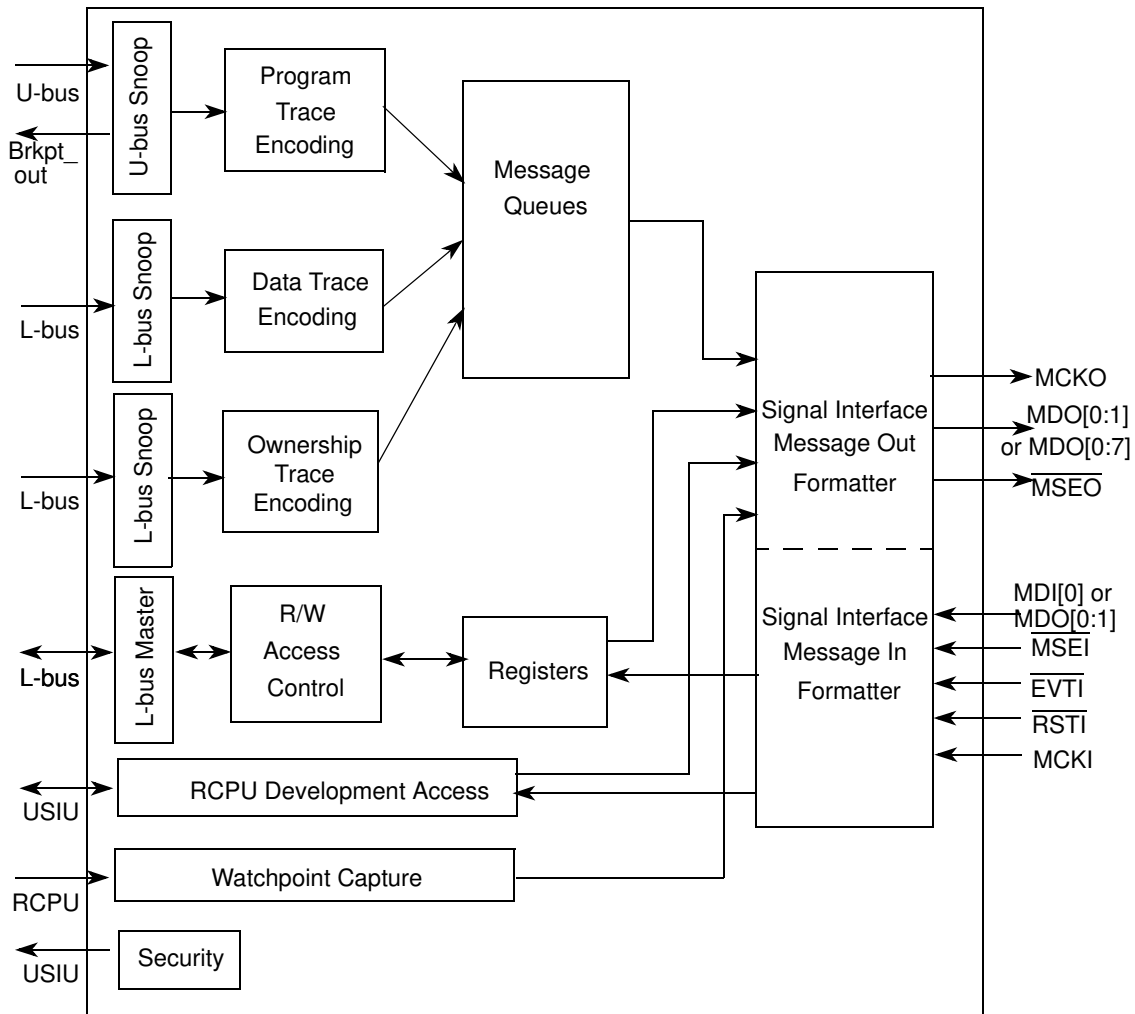 U-bus
Brkpt_
out
U-bus Snoop
Program
Trace
Encoding
Message
Queues
L-bus
L-bus Snoop
Data Trace
Encoding
L-bus
L-bus Snoop
Ownership
Trace
Encoding
Signal Interface
Message Out
Formatter
MCKO
MDO[0:1]
or MDO[0:7]
MSEO
L-bus
L-bus Master
R/W
Access
Control
Registers
Signal Interface
Message In
Formatter
MDI[0] or
MDO[0:1]
MSEI
EVTI
RSTI
MCKI
USIU
RCPU Development Access
RCPU
Watchpoint Capture
USIU
Security